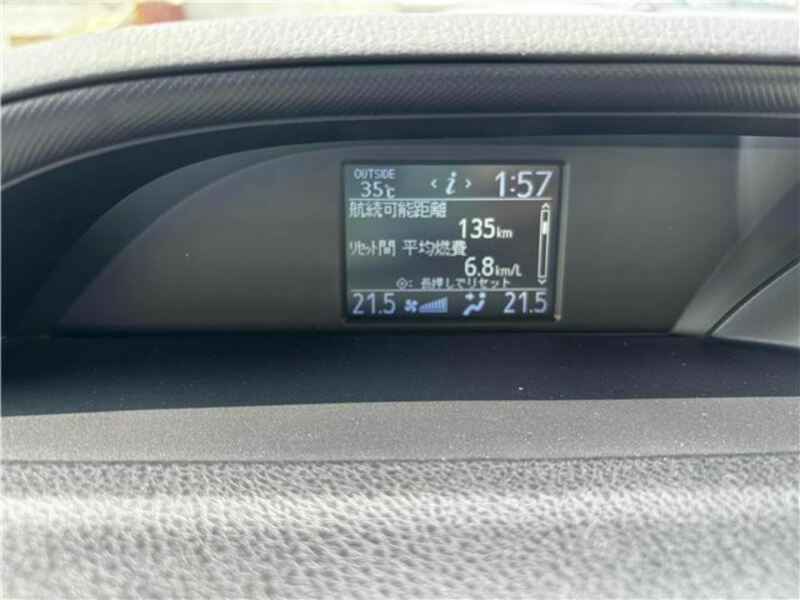 OUTSIDE
35℃ ‹ i › 1:57
航続可能距離
135km
リセット間 平均燃費
6.8km/L
◎: 長押しでリセット
21.5 21.5